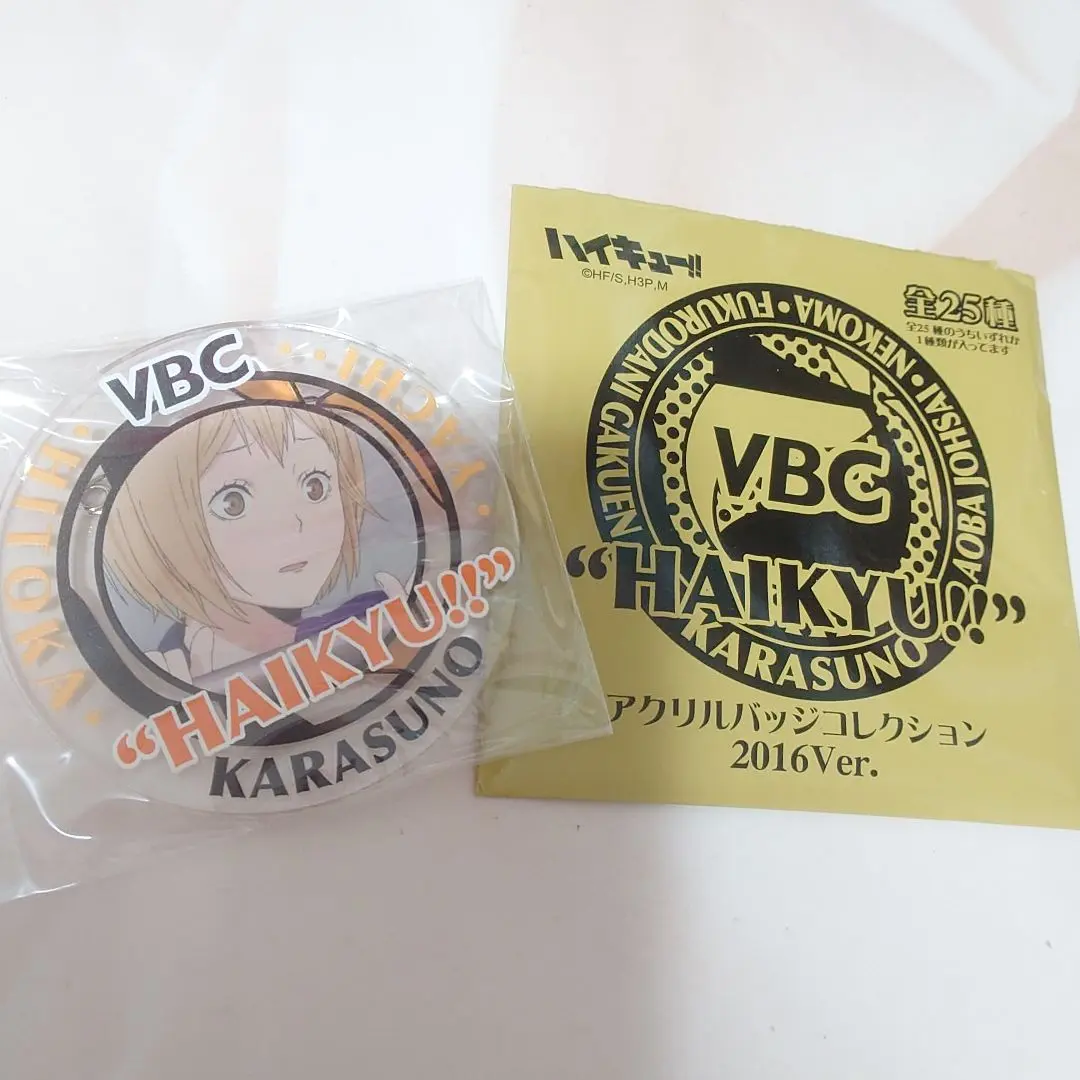 VBC
・HITOKA・
・・・YACHI・・・
“HAIKYU!!”
KARASUNO
ハイキュー!!
©HF/S,H3P,M
全25種
全25種のうちいずれか
1種類が入ってます
FUKURODANI GAKUEN・
NEKOMA・
AOBA JOHSAI・
VBC
“HAIKYU!!”
KARASUNO
アクリルバッジコレクション
2016Ver.